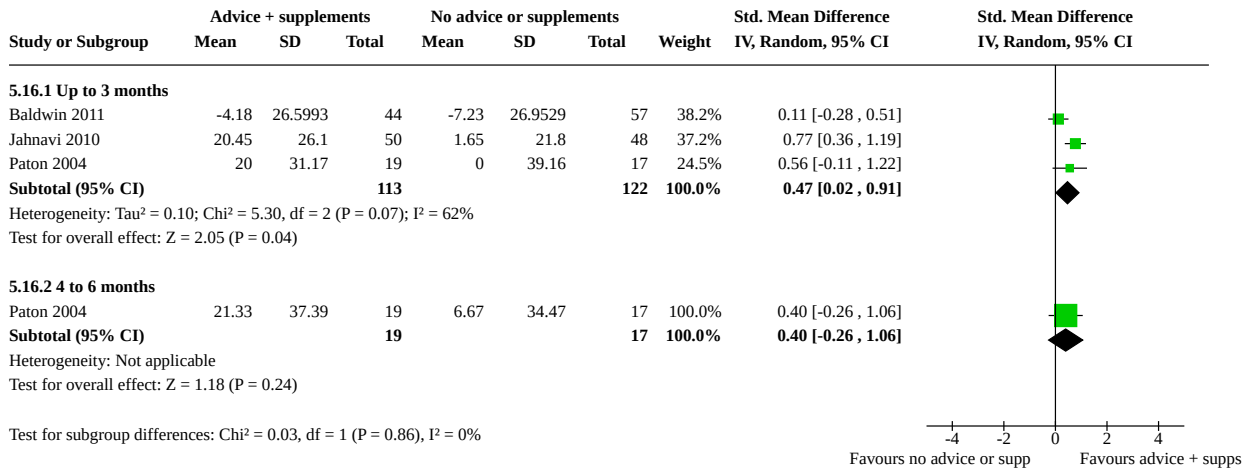 Advice + supplements No advice or supplements Std. Mean Difference Std. Mean Difference
Study or Subgroup Mean SD Total Mean SD Total Weight IV, Random, 95% CI IV, Random, 95% CI
5.16.1 Up to 3 months
Baldwin 2011 -4.18 26.5993 44 -7.23 26.9529 57 38.2% 0.11 [-0.28 , 0.51]
Jahnavi 2010 20.45 26.1 50 1.65 21.8 48 37.2% 0.77 [0.36 , 1.19]
Paton 2004 20 31.17 19 0 39.16 17 24.5% 0.56 [-0.11 , 1.22]
Subtotal (95% CI) 113 122 100.0% 0.47 [0.02 , 0.91]
Heterogeneity: Tau² = 0.10; Chi² = 5.30, df = 2 (P = 0.07); I² = 62%
Test for overall effect: Z = 2.05 (P = 0.04)
5.16.2 4 to 6 months
Paton 2004 21.33 37.39 19 6.67 34.47 17 100.0% 0.40 [-0.26 , 1.06]
Subtotal (95% CI) 19 17 100.0% 0.40 [-0.26 , 1.06]
Heterogeneity: Not applicable
Test for overall effect: Z = 1.18 (P = 0.24)
Test for subgroup differences: Chi² = 0.03, df = 1 (P = 0.86), I² = 0%
-4 -2 0 2 4
Favours no advice or supp Favours advice + supps